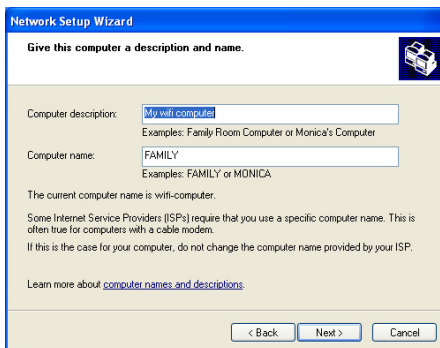 Network Setup Wizard
Give this computer a description and name.
Computer description:
My wifi computer
Examples: Family Room Computer or Monica's Computer
Computer name:
FAMILY
Examples: FAMILY or MONICA
The current computer name is wifi-computer.
Some Internet Service Providers (ISPs) require that you use a specific computer name. This is
often true for computers with a cable modem.
If this is the case for your computer, do not change the computer name provided by your ISP.
Learn more about computer names and descriptions.
< Back
Next >
Cancel